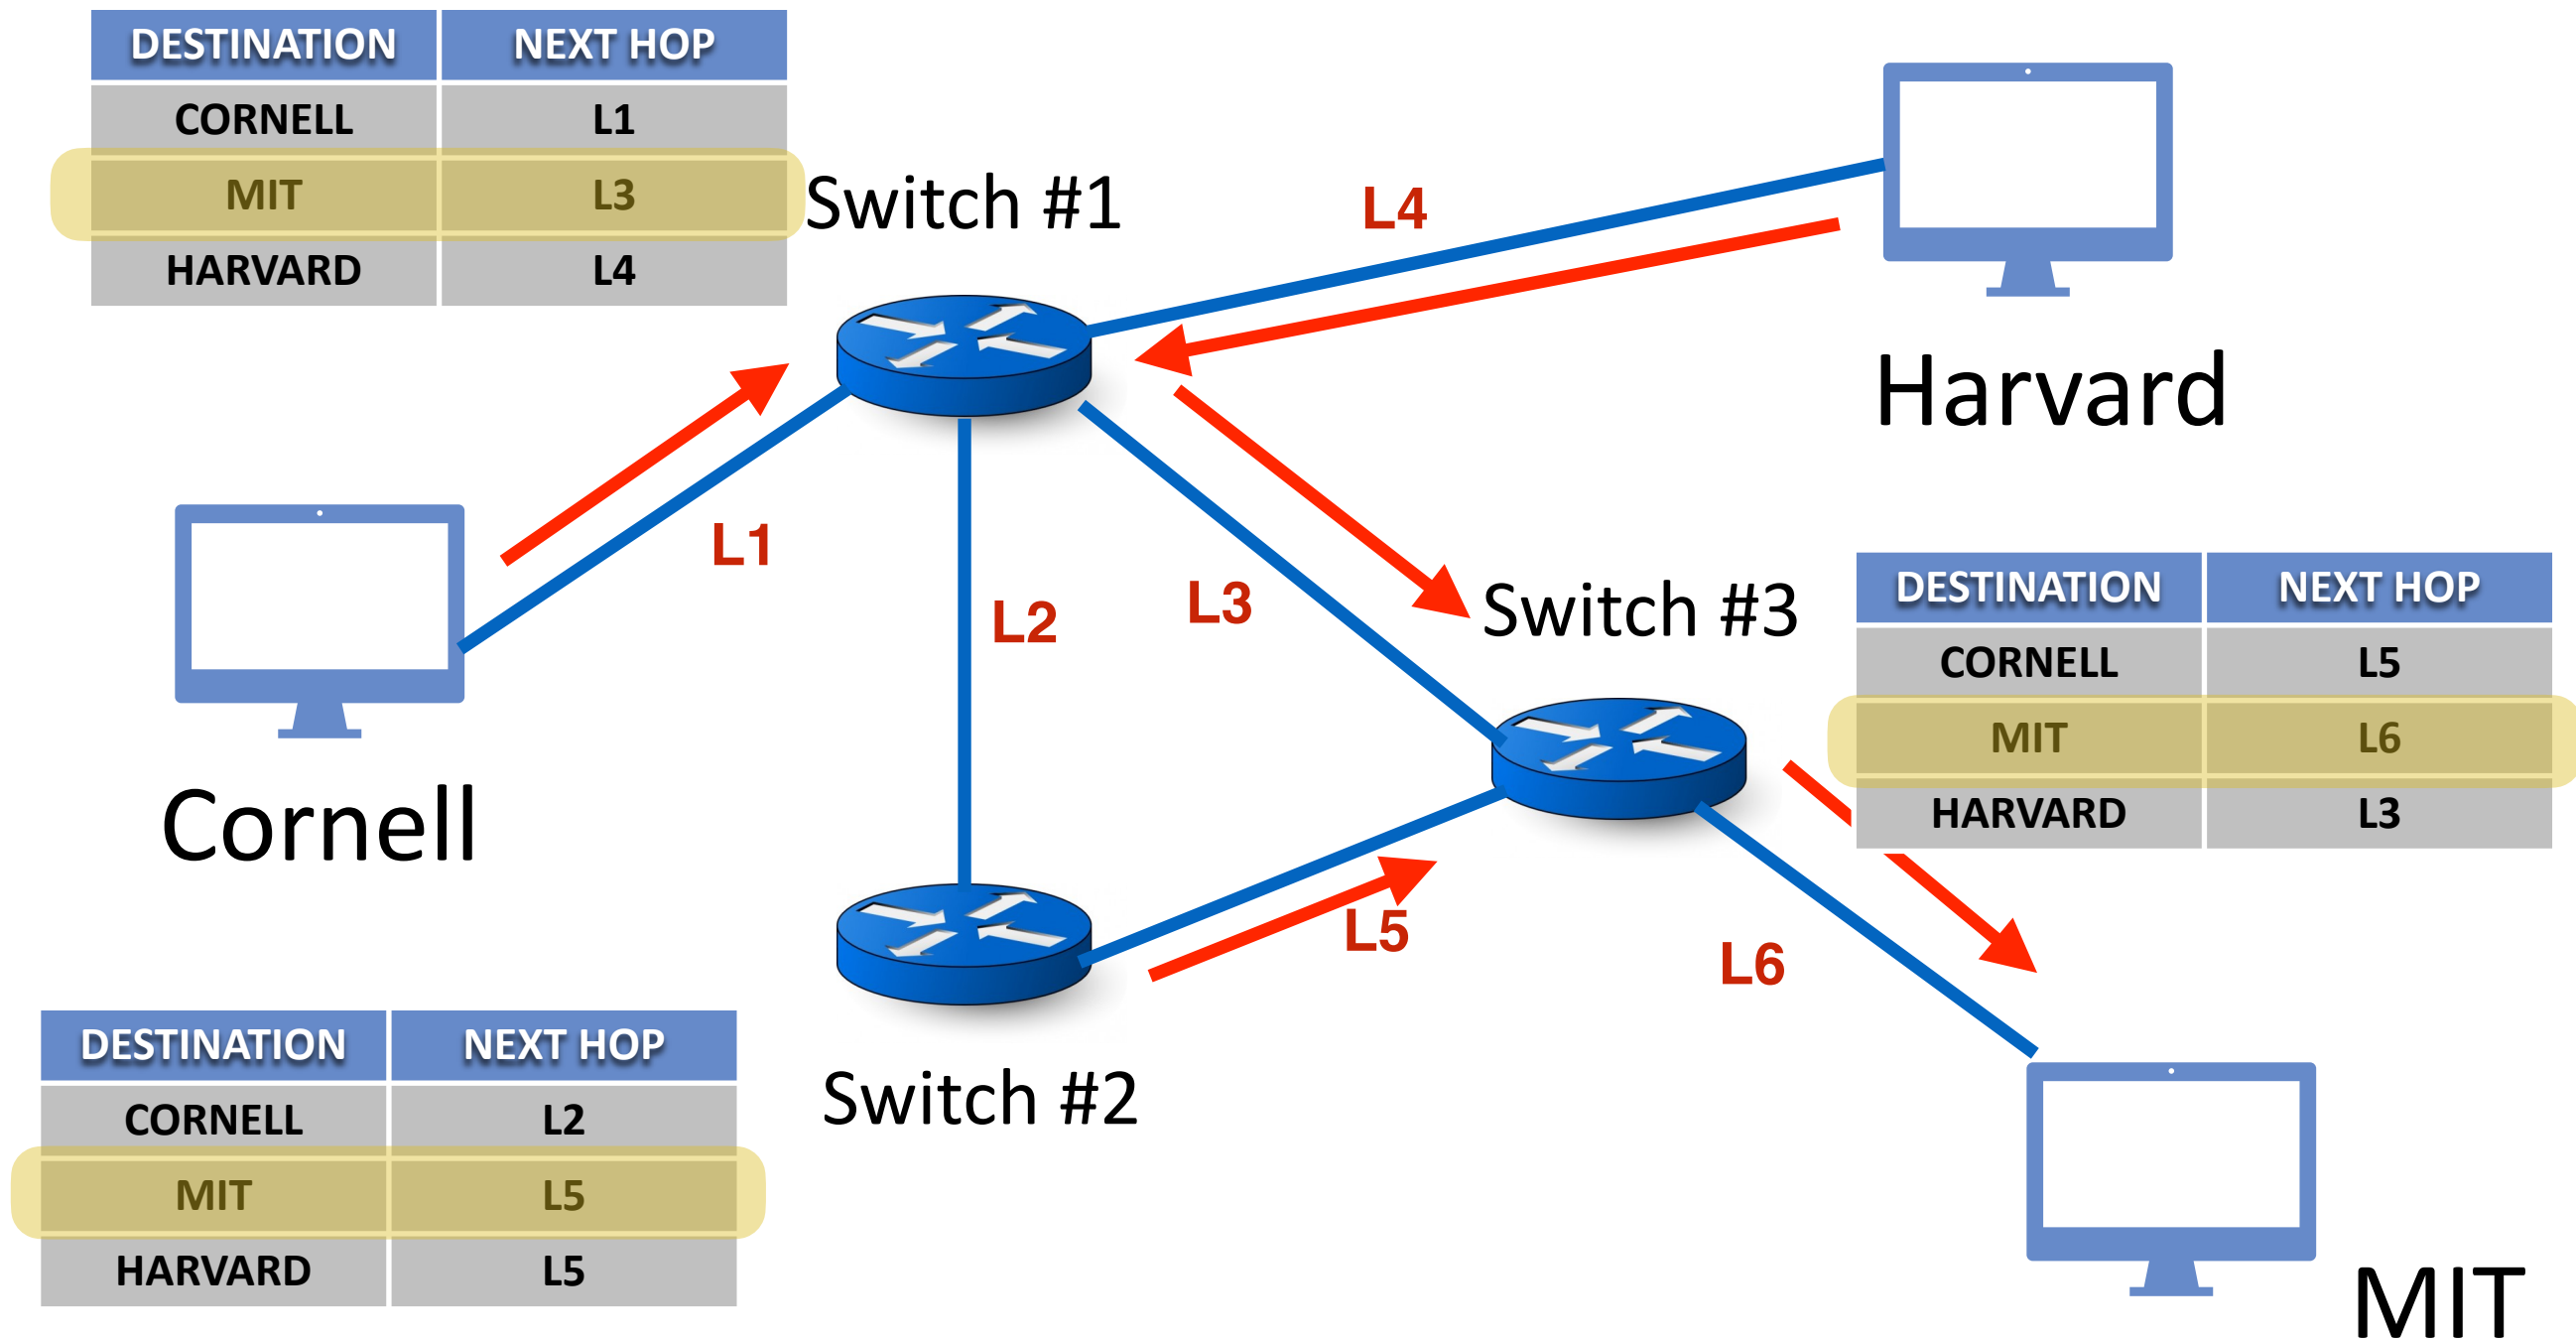 DESTINATION NEXT HOP
CORNELL L1
MIT L3
HARVARD L4
Switch #1
L4
Harvard
L1
L2
L3
Switch #3
DESTINATION NEXT HOP
CORNELL L5
MIT L6
HARVARD L3
Cornell
L5
L6
Switch #2
DESTINATION NEXT HOP
CORNELL L2
MIT L5
HARVARD L5
MIT